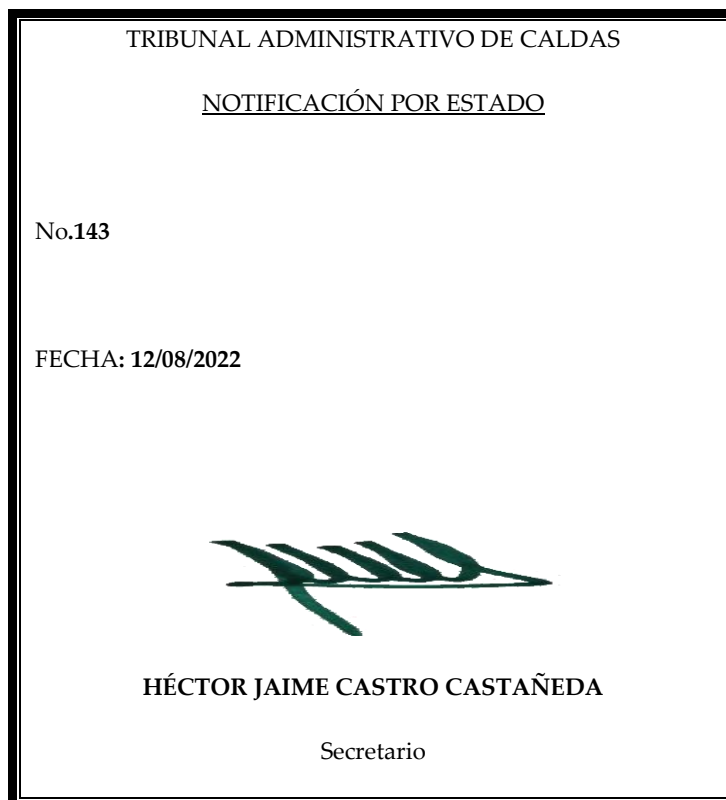 TRIBUNAL ADMINISTRATIVO DE CALDAS
NOTIFICACIÓN POR ESTADO
No.143
FECHA: 12/08/2022
HÉCTOR JAIME CASTRO CASTAÑEDA
Secretario